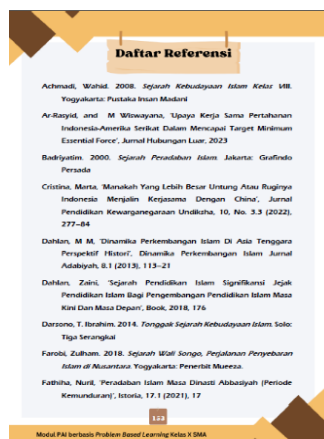 Daftar Referensi
Achmadi, Wahid. 2008. Sejarah Kebudayaan Islam Kelas VIII.
Yogyakarta: Pustaka Insan Madani
Ar-Rasyid, and M Wiswayana, 'Upaya Kerja Sama Pertahanan
Indonesia-Amerika Serikat Dalam Mencapai Target Minimum
Essential Force', Jurnal Hubungan Luar, 2023
Badriyatim. 2000. Sejarah Peradaban Islam. Jakarta: Grafindo
Persada
Cristina, Marta, 'Manakah Yang Lebih Besar Untung Atau Ruginya
Indonesia Menjalin Kerjasama Dengan China', Jurnal
Pendidikan Kewarganegaraan Undiksha, 10, No. 3.3 (2022),
277–84
Dahlan, M M, 'Dinamika Perkembangan Islam Di Asia Tenggara
Perspektif Histori', Dinamika Perkembangan Islam Jurnal
Adabiyah, 8.1 (2013), 113–21
Dahlan, Zaini, 'Sejarah Pendidikan Islam Signifikansi Jejak
Pendidikan Islam Bagi Pengembangan Pendidikan Islam Masa
Kini Dan Masa Depan', Book, 2018, 176
Darsono, T. Ibrahim. 2014. Tonggak Sejarah Kebudayaan Islam. Solo:
Tiga Serangkai
Farobi, Zulham. 2018. Sejarah Wali Songo, Perjalanan Penyebaran
Islam di Nusantara. Yogyakarta: Penerbit Mueeza.
Fathiha, Nuril, 'Peradaban Islam Masa Dinasti Abbasiyah (Periode
Kemunduran)', Istoria, 17.1 (2021), 17
153
Modul PAI berbasis Problem Based Learning Kelas X SMA